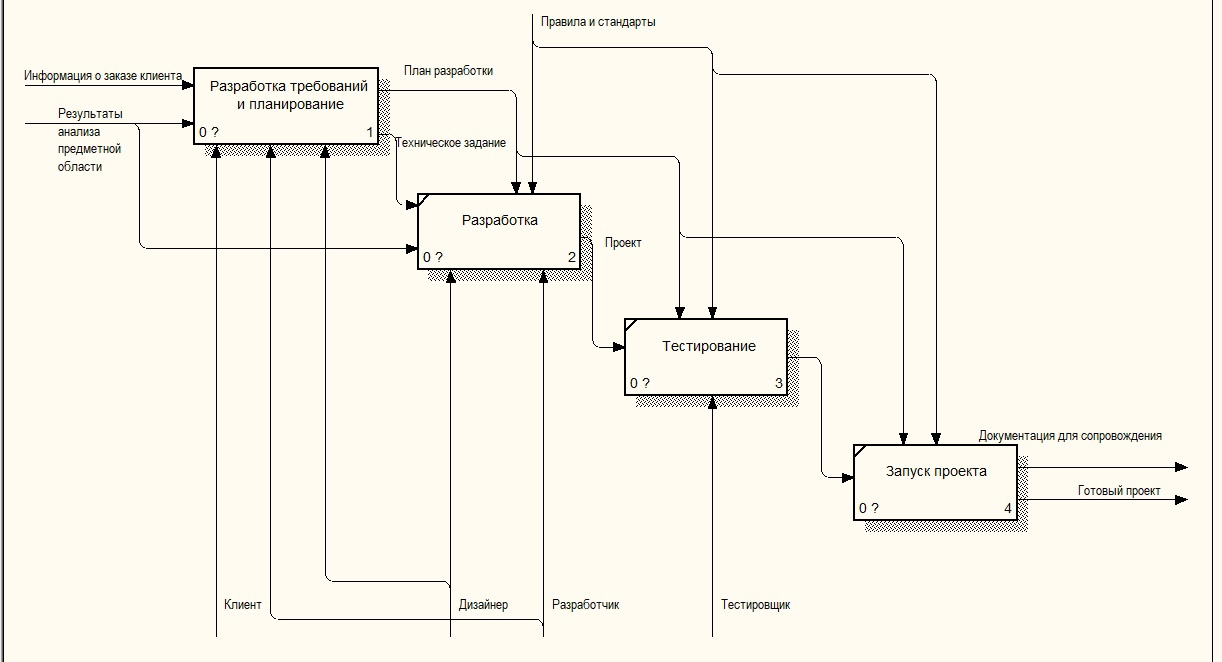 Правила и стандарты
Информация о заказе клиента
Разработка требований
и планирование
0 ?
1
План разработки
Результаты
анализа
предметной
области
Техническое задание
Разработка
0 ?
2
Проект
Тестирование
0 ?
3
Документация для сопровождения
Запуск проекта
0 ?
4
Готовый проект
Клиент
Дизайнер
Разработчик
Тестировщик